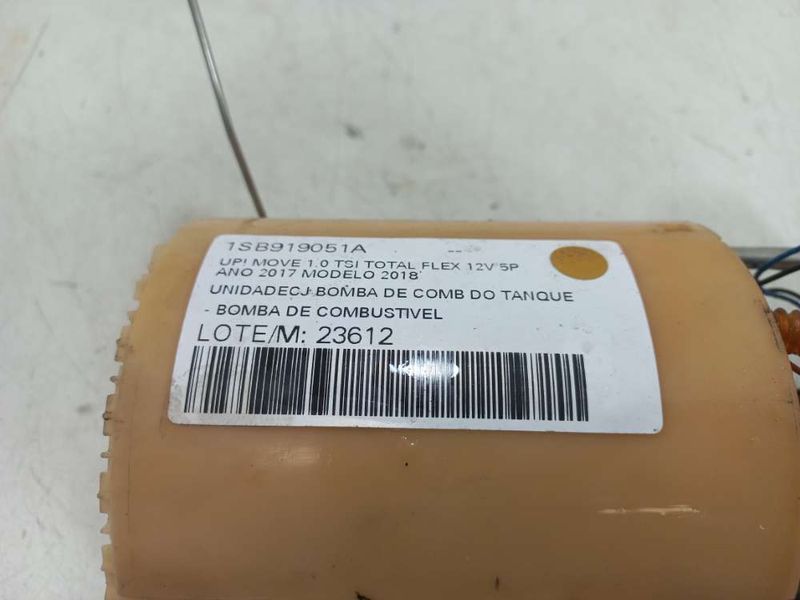 1SB919051A
UP! MOVE 1.0 TSI TOTAL FLEX 12V 5P
ANO 2017 MODELO 2018
UNIDADECJ BOMBA DE COMB DO TANQUE
- BOMBA DE COMBUSTIVEL
LOTE/M: 23612